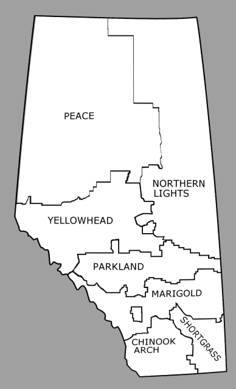 PEACE
NORTHERN
LIGHTS
YELLOWHEAD
PARKLAND
MARIGOLD
SHORTGRASS
CHINOOK
ARCH